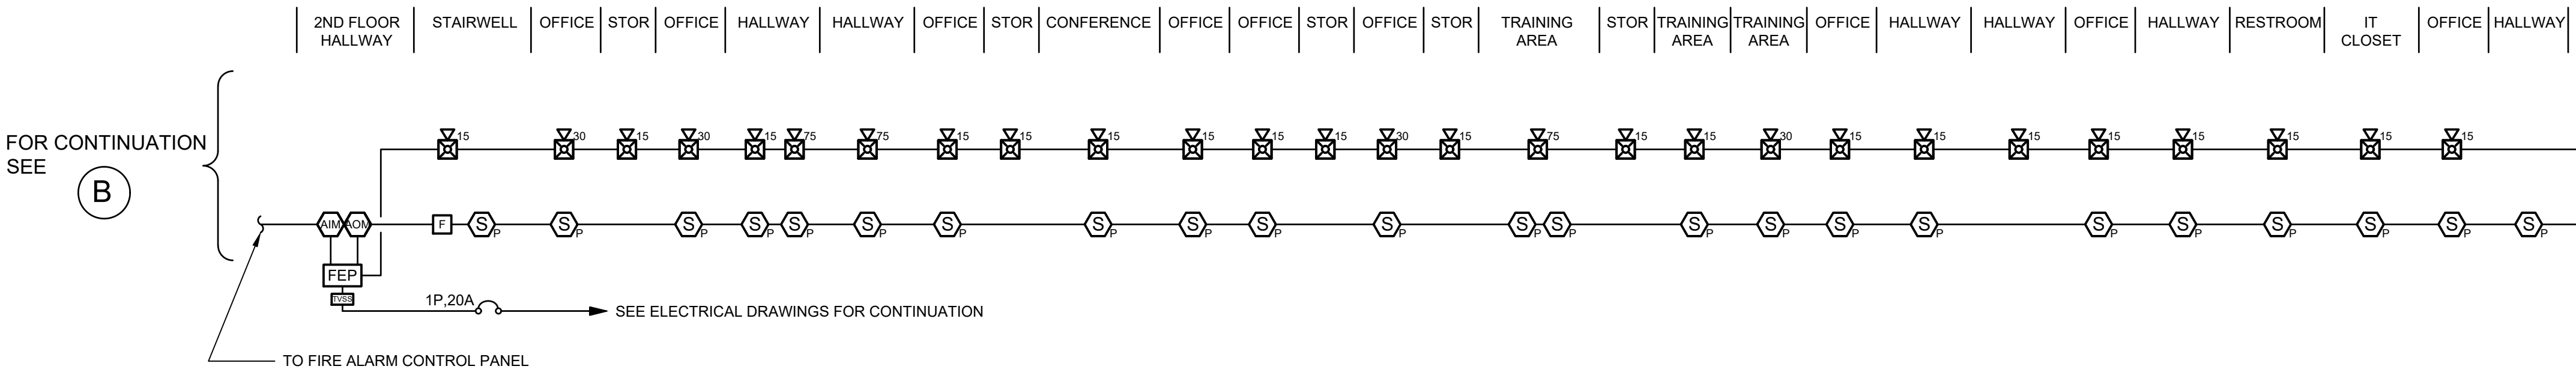 2ND FLOOR
HALLWAY
STAIRWELL
OFFICE
STOR
OFFICE
HALLWAY
HALLWAY
OFFICE
STOR
CONFERENCE
OFFICE
OFFICE
STOR
OFFICE
STOR
TRAINING
AREA
STOR
TRAINING
AREA
TRAINING
AREA
OFFICE
HALLWAY
HALLWAY
OFFICE
HALLWAY
RESTROOM
IT
CLOSET
OFFICE
HALLWAY
FOR CONTINUATION
SEE
B
15
30
15
30
15
75
75
15
15
15
15
15
15
30
15
75
15
15
30
15
15
15
15
15
15
15
15
AIM
AOM
F
S
P
S
P
S
P
S
P
S
P
S
P
S
P
S
P
S
P
S
P
S
P
S
P
S
P
S
P
S
P
S
P
S
P
S
P
S
P
S
P
S
P
S
P
S
P
FEP
TVSS
1P,20A
SEE ELECTRICAL DRAWINGS FOR CONTINUATION
TO FIRE ALARM CONTROL PANEL